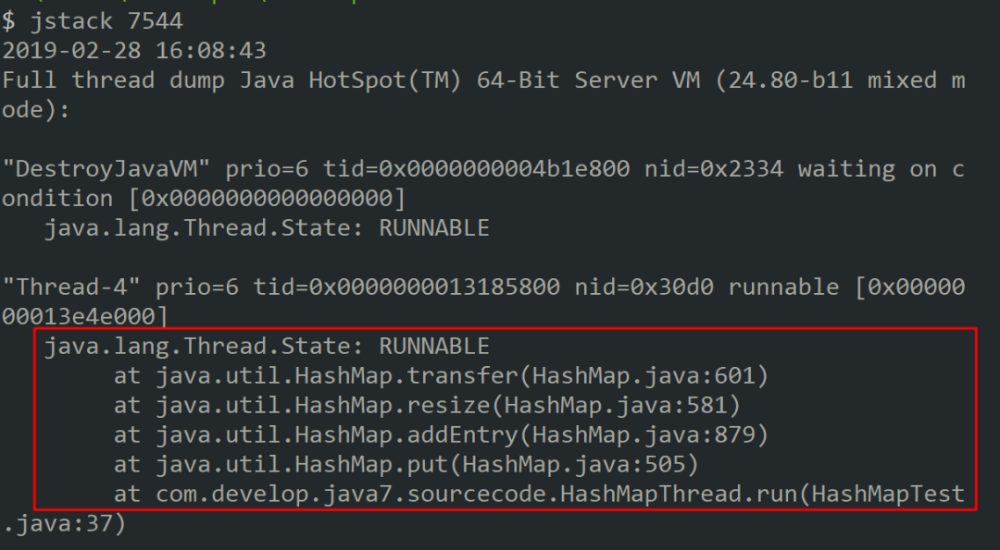 $ jstack 7544
2019-02-28 16:08:43
Full thread dump Java HotSpot(TM) 64-Bit Server VM (24.80-b11 mixed m
ode):
"DestroyJavaVM" prio=6 tid=0x0000000004b1e800 nid=0x2334 waiting on c
ondition [0x0000000000000000]
java.lang.Thread.State: RUNNABLE
"Thread-4" prio=6 tid=0x0000000013185800 nid=0x30d0 runnable [0x00000
00013e4e000]
java.lang.Thread.State: RUNNABLE
at java.util.HashMap.transfer(HashMap.java:601)
at java.util.HashMap.resize(HashMap.java:581)
at java.util.HashMap.addEntry(HashMap.java:879)
at java.util.HashMap.put(HashMap.java:505)
at com.develop.java7.sourcecode.HashMapThread.run(HashMapTest
.java:37)